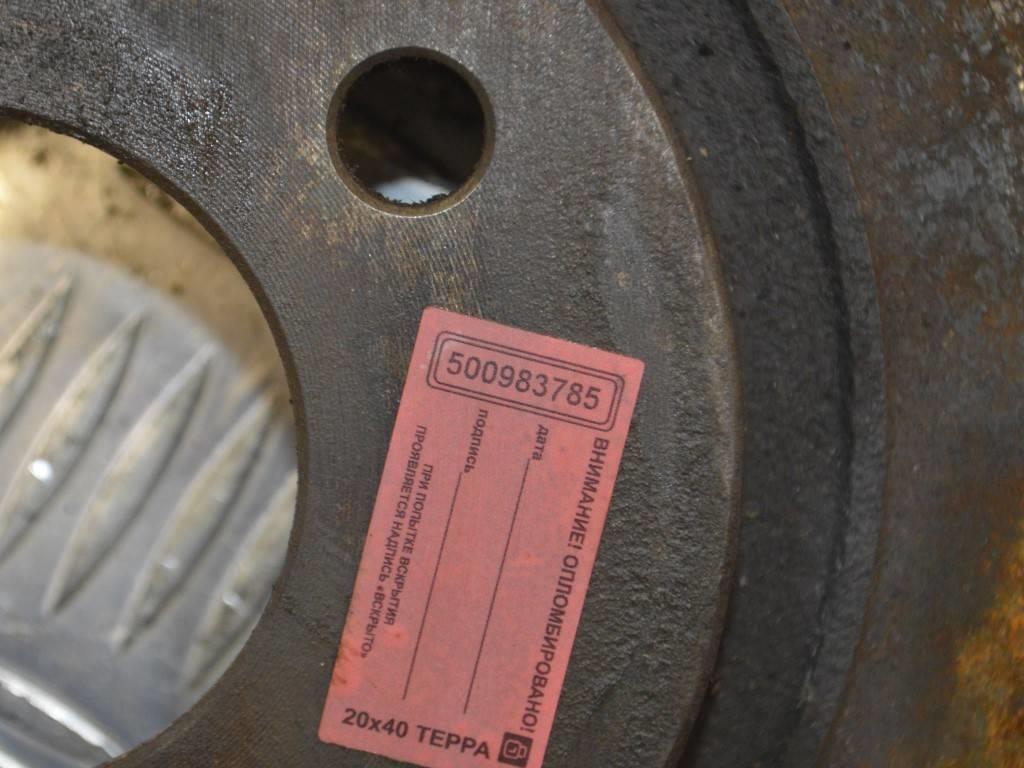 500983785
ВНИМАНИЕ! ОПЛОМБИРОВАНО!
дата
подпись
ПРИ ПОПЫТКЕ ВСКРЫТИЯ
ПРОЯВЛЯЕТСЯ НАДПИСЬ «ВСКРЫТО»
20x40 ТЕРРА